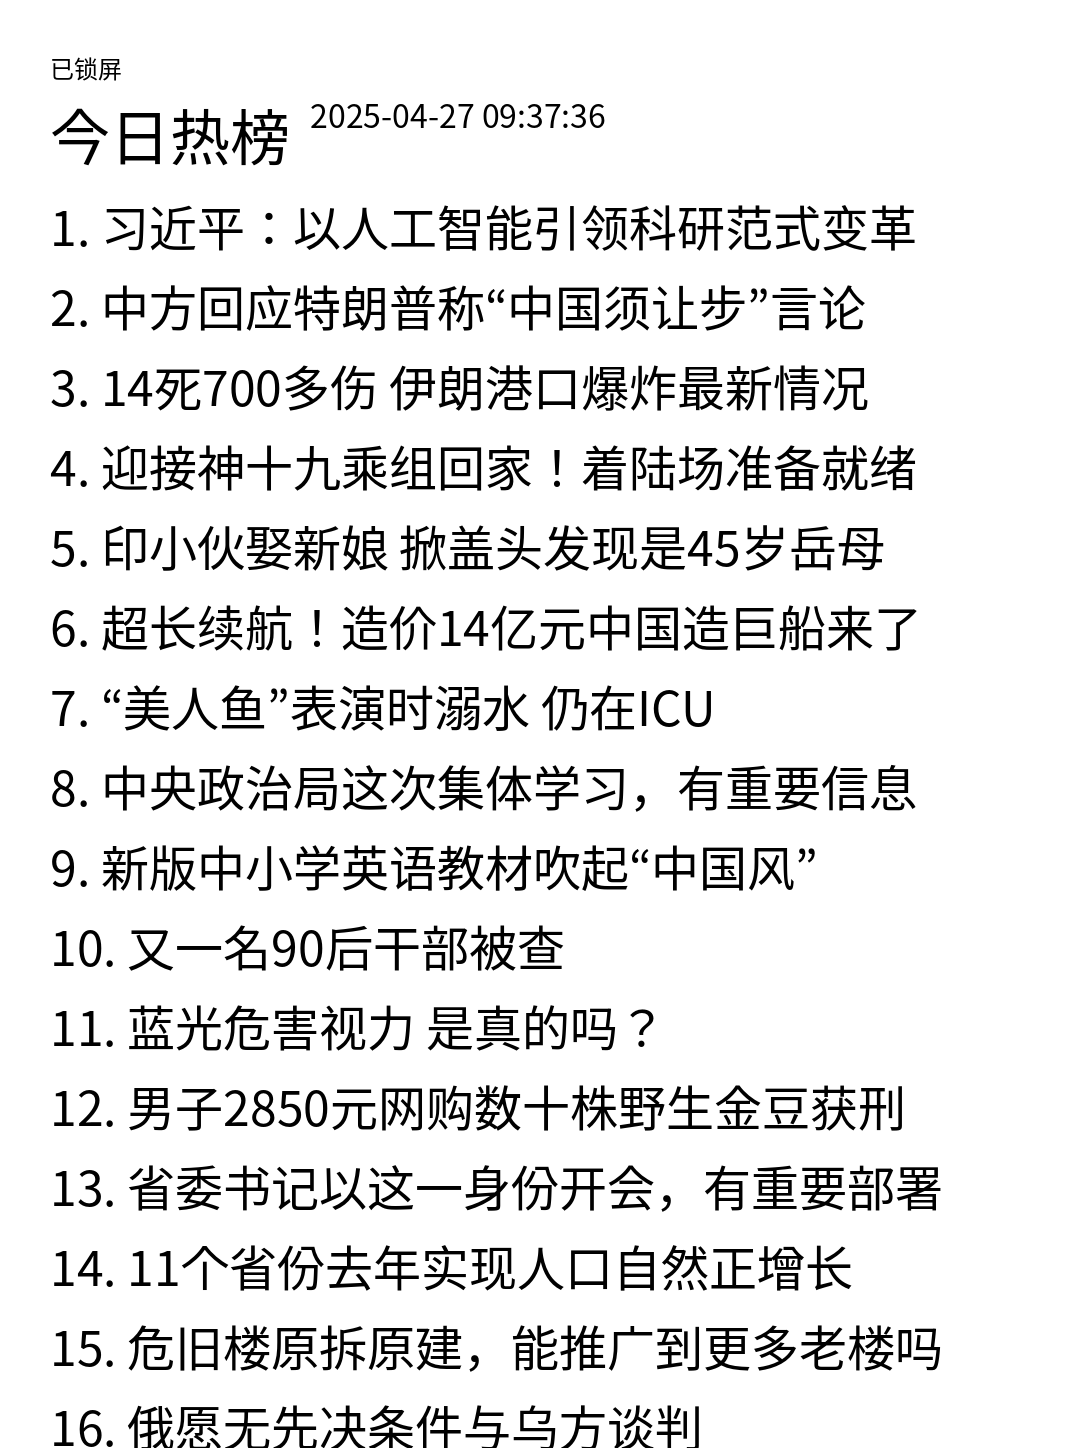 已锁屏
今日热榜 2025-04-27 09:37:36
1. 习近平：以人工智能引领科研范式变革
2. 中方回应特朗普称“中国须让步”言论
3. 14死700多伤 伊朗港口爆炸最新情况
4. 迎接神十九乘组回家！着陆场准备就绪
5. 印小伙娶新娘 掀盖头发现是45岁岳母
6. 超长续航！造价14亿元中国造巨船来了
7. “美人鱼”表演时溺水 仍在ICU
8. 中央政治局这次集体学习，有重要信息
9. 新版中小学英语教材吹起“中国风”
10. 又一名90后干部被查
11. 蓝光危害视力 是真的吗？
12. 男子2850元网购数十株野生金豆获刑
13. 省委书记以这一身份开会，有重要部署
14. 11个省份去年实现人口自然正增长
15. 危旧楼原拆原建，能推广到更多老楼吗
16. 俄愿无先决条件与乌方谈判